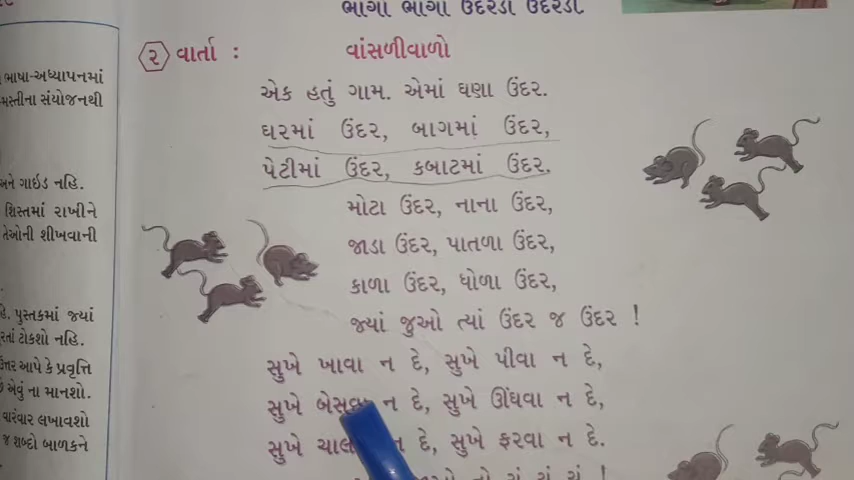 ભાગો ભાગો ઉંદરડા ઉંદરડા.
૨ વાર્તા : વાંસળીવાળો
એક હતું ગામ. એમાં ઘણા ઉંદર.
ઘરમાં ઉંદર, બાગમાં ઉંદર,
પેટીમાં ઉંદર, કબાટમાં ઉંદર.
મોટા ઉંદર, નાના ઉંદર,
જાડા ઉંદર, પાતળા ઉંદર,
કાળા ઉંદર, ધોળા ઉંદર,
જ્યાં જુઓ ત્યાં ઉંદર જ ઉંદર !
સુખે ખાવા ન દે, સુખે પીવા ન દે,
સુખે બેસવા ન દે, સુખે ઊંઘવા ન દે,
સુખે ન દે, સુખે ફરવા ન દે.
ભાષા-અધ્યાપનમાં
મસ્તીના સંયોજનથી
અને ગાઇડ નહિ.
શિસ્તમાં રાખીને
તેઓની શીખવાની
પુસ્તકમાં જ્યાં
ટોકશો નહિ.
આપે કે પ્રવૃત્તિ
એવું ના માનશો.
વારંવાર લખાવશો
જ શબ્દો બાળકને